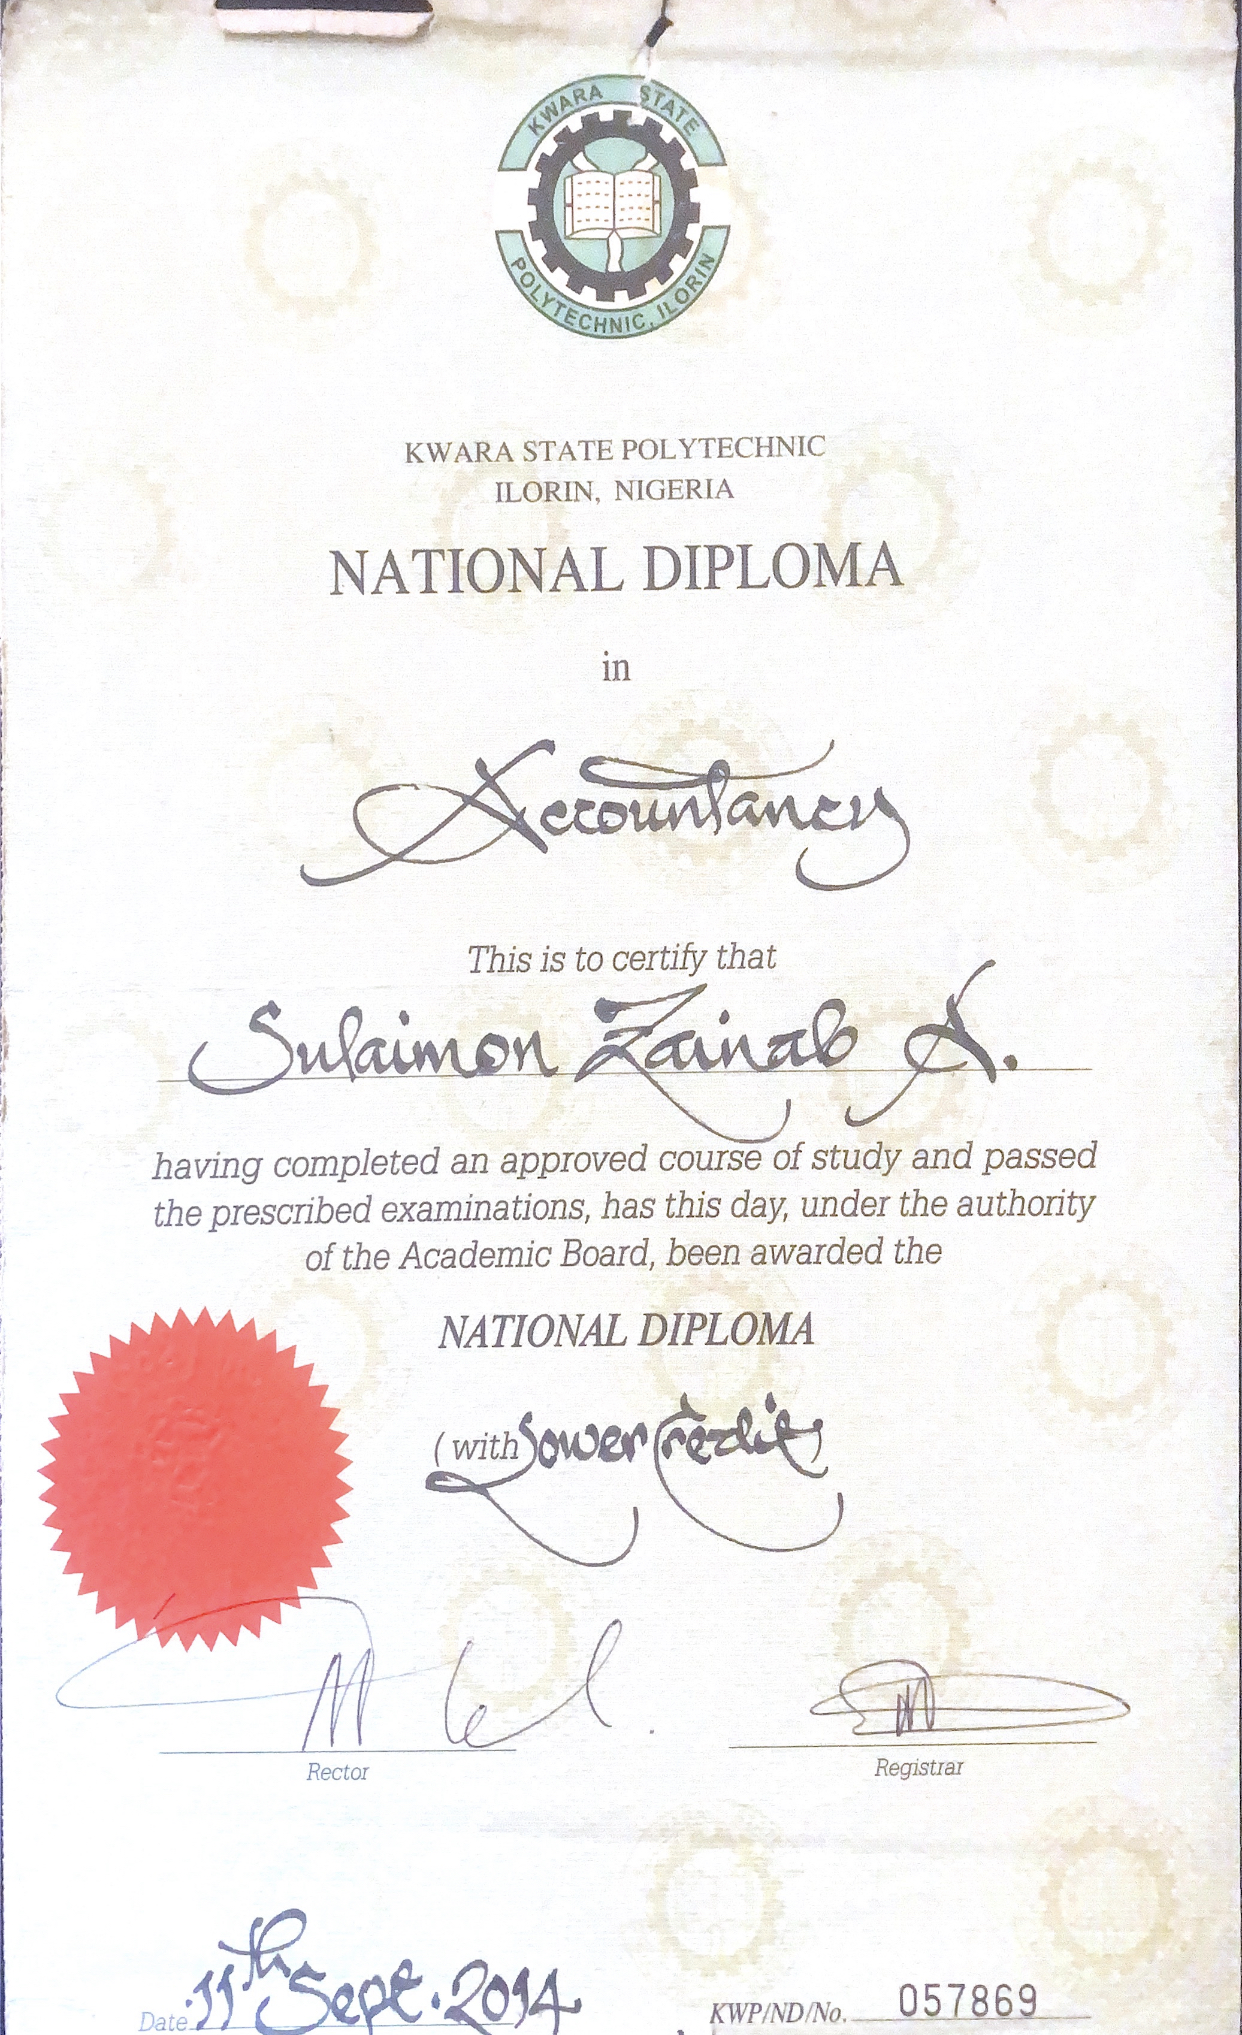 KWARA STATE
POLYTECHNIC, ILORIN
KWARA STATE POLYTECHNIC
ILORIN, NIGERIA
NATIONAL DIPLOMA
in
Accountancy
This is to certify that
Sulaimon Zainab A.
having completed an approved course of study and passed
the prescribed examinations, has this day, under the authority
of the Academic Board, been awarded the
NATIONAL DIPLOMA
(with Lower Credit)
Rector
Registrar
Date 11th Sept. 2014
KWP/ND/No. 057869